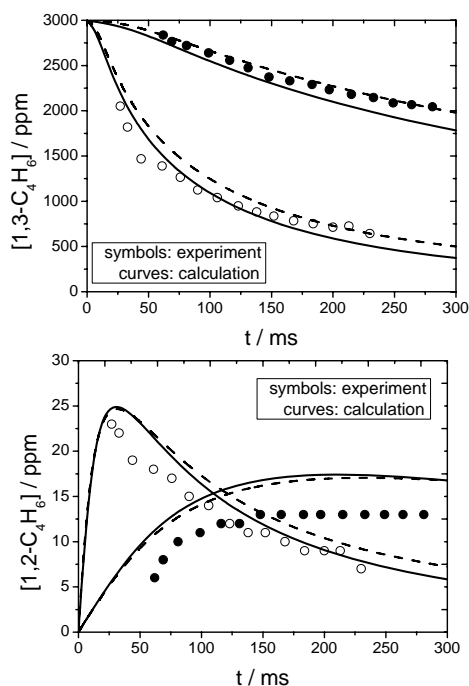 [1,3-C4H6] / ppm
3000
2500
2000
1500
1000
500
0
0 50 100 150 200 250 300
symbols: experiment
curves: calculation
t / ms
[1,2-C4H6] / ppm
30
25
20
15
10
5
0
0 50 100 150 200 250 300
symbols: experiment
curves: calculation
t / ms